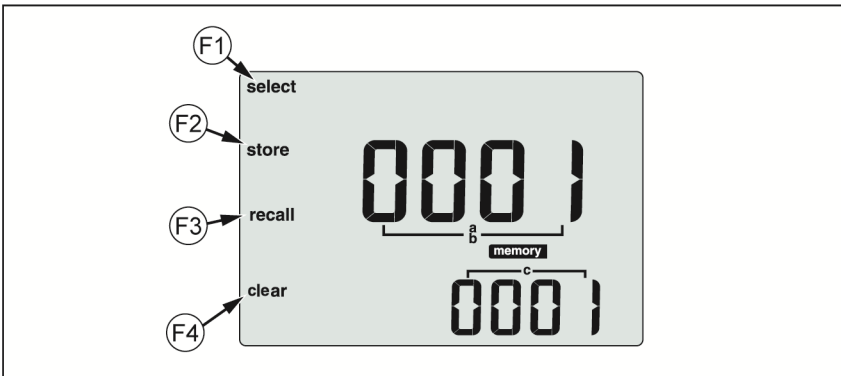 F1
select
F2
store
0001
recall
F3
a
b
memory
c
clear
0001
F4